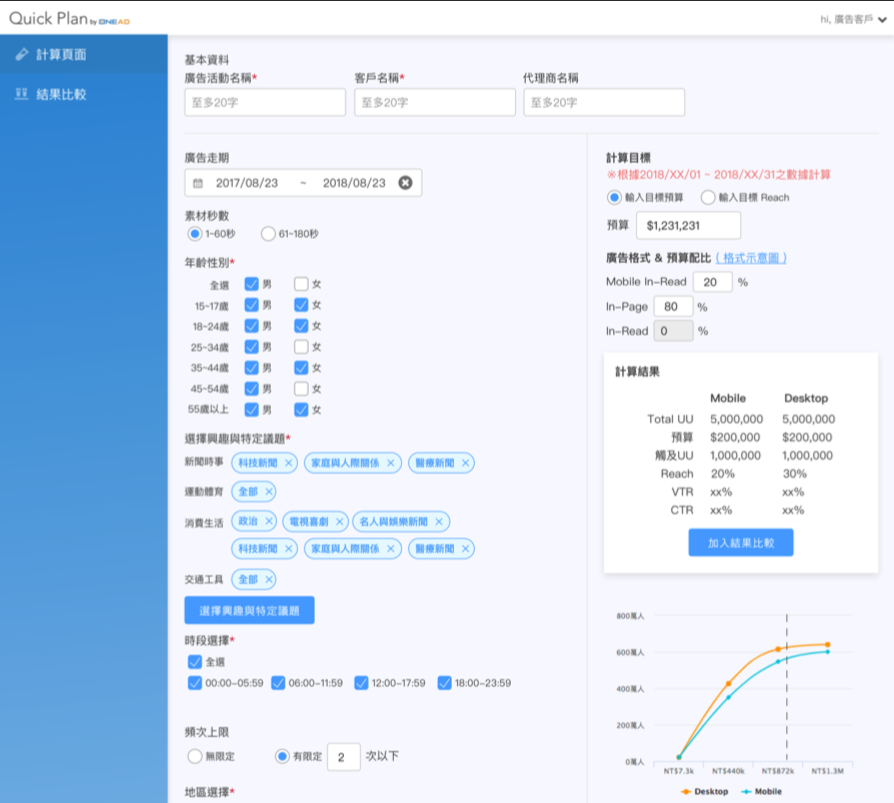 Quick Plan by ONEAD
hi, 廣告客戶
計算頁面
結果比較
基本資料
廣告活動名稱* 客戶名稱* 代理商名稱
至多20字 至多20字 至多20字
廣告走期
2017/08/23 ~ 2018/08/23
素材秒數
1~60秒 61~180秒
年齡性別*
全選 男 女
15~17歲 男 女
18~24歲 男 女
25~34歲 男 女
35~44歲 男 女
45~54歲 男 女
55歲以上 男 女
選擇興趣與特定議題*
新聞時事 科技新聞 × 家庭與人際關係 × 醫療新聞 ×
運動體育 全部 ×
消費生活 政治 × 電視喜劇 × 名人與娛樂新聞 ×
科技新聞 × 家庭與人際關係 × 醫療新聞 ×
交通工具 全部 ×
選擇興趣與特定議題
時段選擇*
全選
00:00~05:59 06:00~11:59 12:00~17:59 18:00~23:59
頻次上限
無限定 有限定 2 次以下
地區選擇*
計算目標
※根據2018/XX/01 ~ 2018/XX/31之數據計算
輸入目標預算 輸入目標 Reach
預算 $1,231,231
廣告格式 & 預算配比 ( 格式示意圖 )
Mobile In-Read 20 %
In-Page 80 %
In-Read 0 %
計算結果
Mobile Desktop
Total UU 5,000,000 5,000,000
預算 $200,000 $200,000
觸及UU 1,000,000 1,000,000
Reach 20% 30%
VTR xx% xx%
CTR xx% xx%
加入結果比較
800萬人
600萬人
400萬人
200萬人
0萬人
NT$7.3k NT$440k NT$872k NT$1.3M
Desktop Mobile